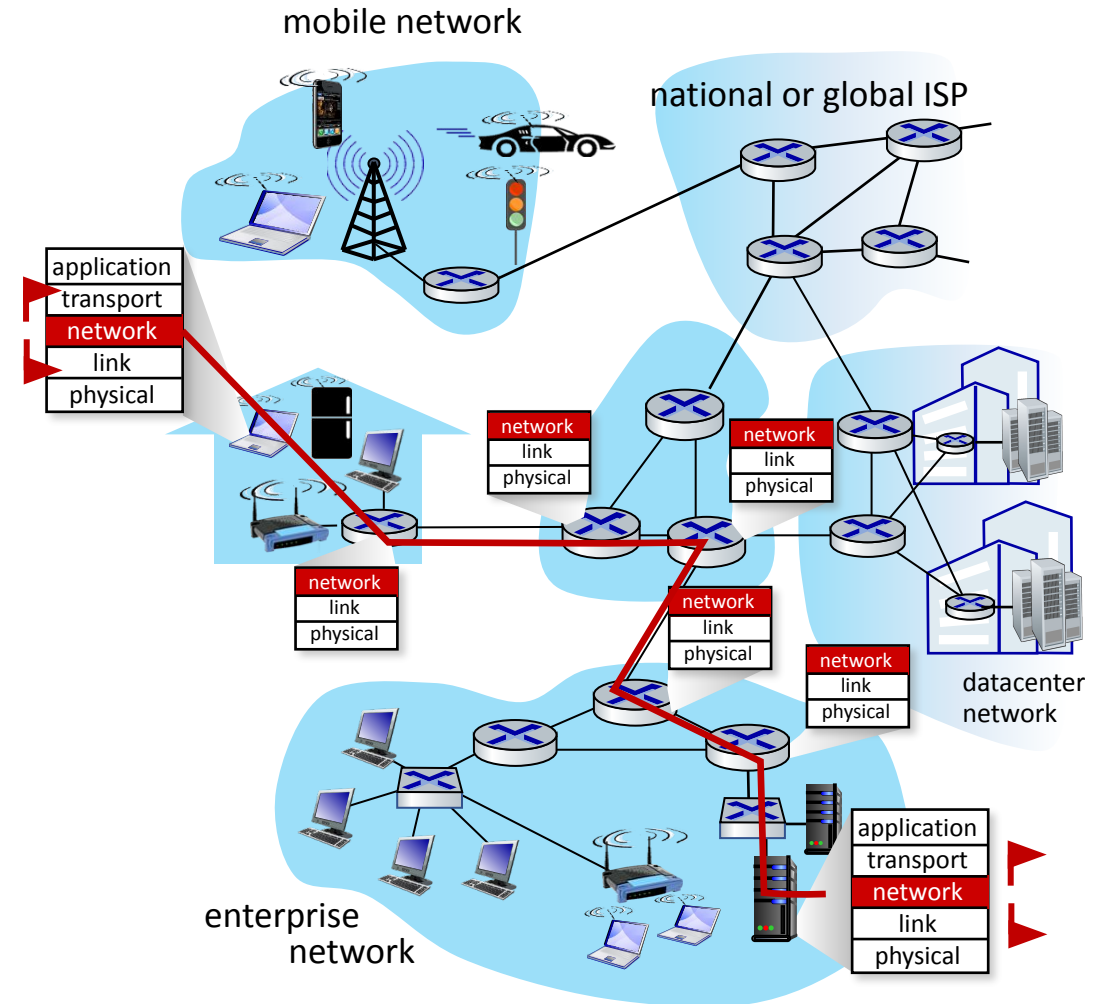 mobile network
national or global ISP
application
transport
network
link
physical
network
link
physical
network
link
physical
network
link
physical
network
link
physical
network
link
physical
datacenter
network
application
transport
network
link
physical
enterprise
network